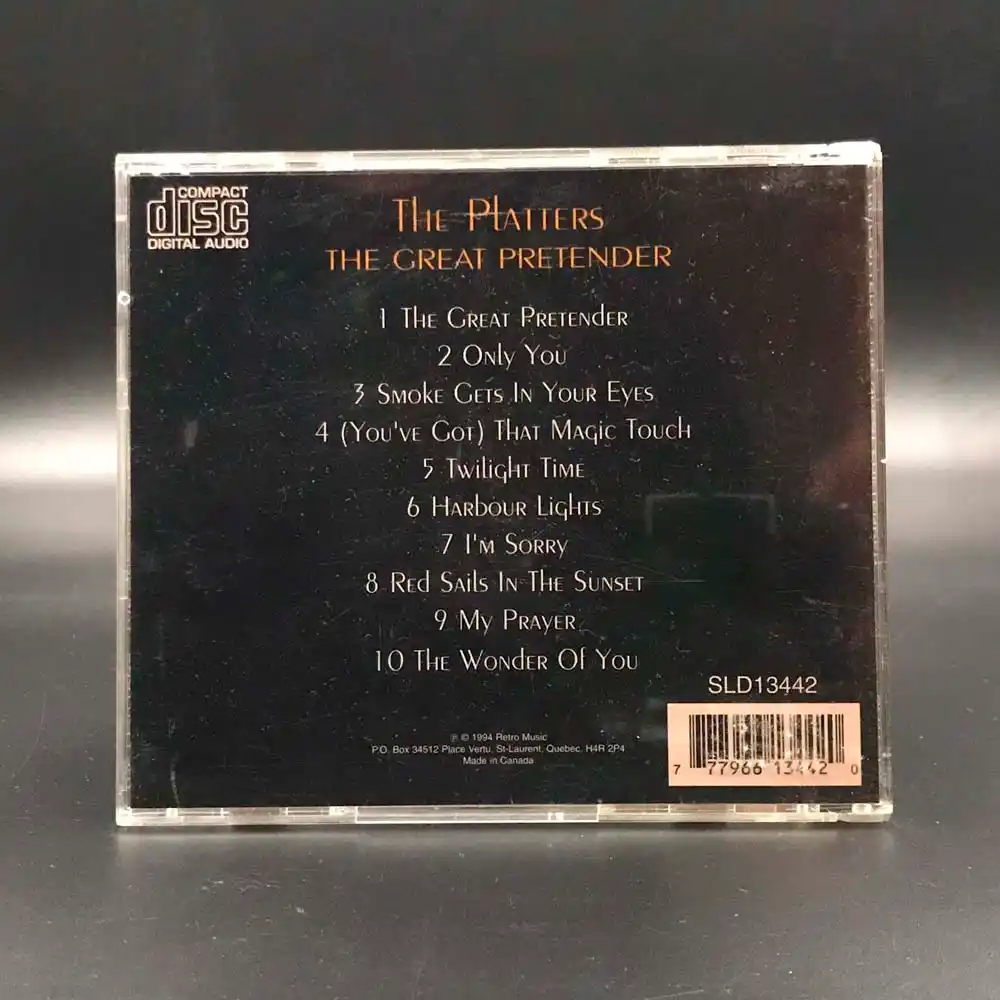 COMPACT
disc
DIGITAL AUDIO
The Platters
THE GREAT PRETENDER
1 The Great Pretender
2 Only You
3 Smoke Gets In Your Eyes
4 (You've Got) That Magic Touch
5 Twilight Time
6 Harbour Lights
7 I'm Sorry
8 Red Sails In The Sunset
9 My Prayer
10 The Wonder Of You
SLD13442
℗ © 1994 Retro Music
P.O. Box 34512 Place Vertu, St-Laurent, Quebec, H4R 2P4
Made in Canada
7 77966 13442 0